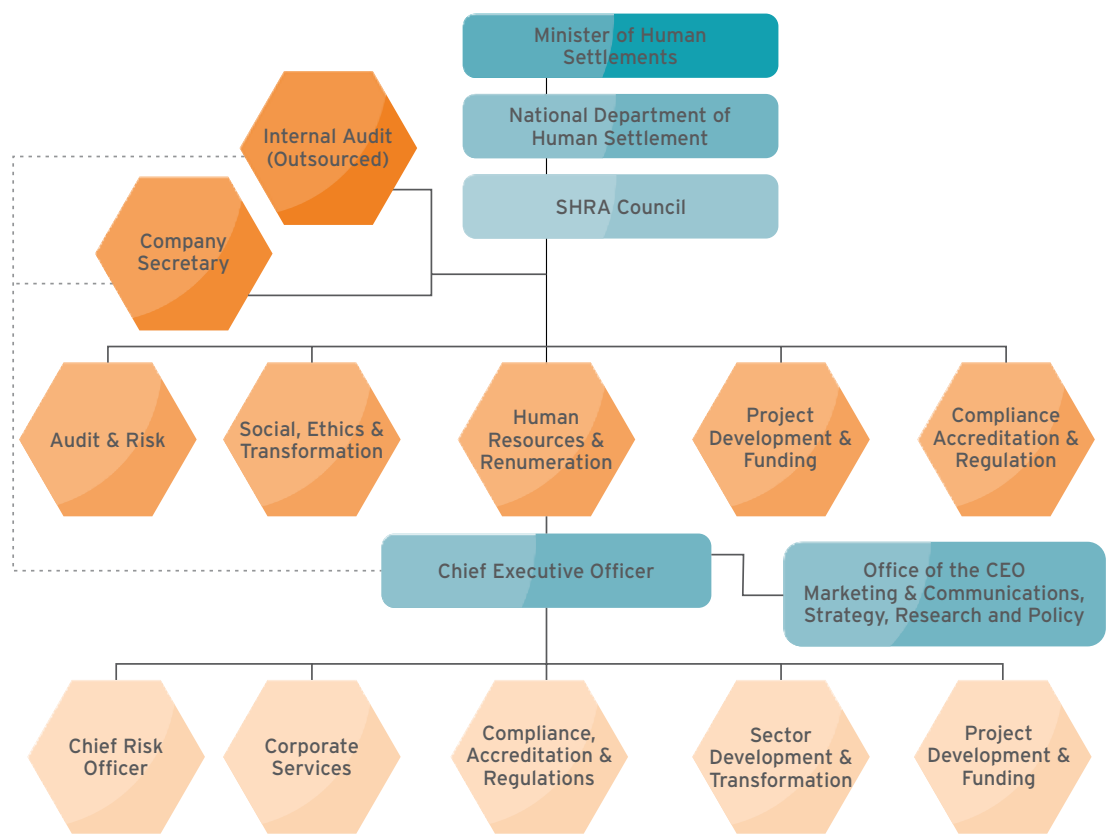 Minister of Human
Settlements
National Department of
Human Settlement
SHRA Council
Internal Audit
(Outsourced)
Company
Secretary
Audit & Risk
Social, Ethics &
Transformation
Human
Resources &
Renumeration
Project
Development &
Funding
Compliance
Accreditation &
Regulation
Chief Executive Officer
Office of the CEO
Marketing & Communications,
Strategy, Research and Policy
Chief Risk
Officer
Corporate
Services
Compliance,
Accreditation &
Regulations
Sector
Development &
Transformation
Project
Development &
Funding